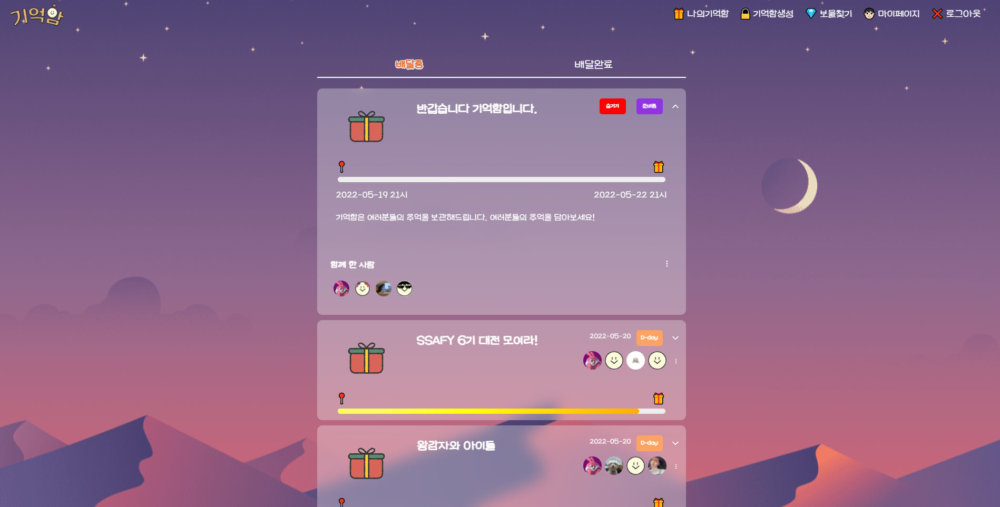 기억함
나의기억함 기억함생성 보물찾기 마이페이지 로그아웃
배달중 배달완료
반갑습니다 기억함입니다.
숨기기 준비중
2022-05-19 21시 2022-05-22 21시
기억함은 여러분들의 추억을 보관해드립니다. 여러분들의 추억을 담아보세요!
함께 한 사람
SSAFY 6기 대전 모여라!
2022-05-20 D-day
왕감자와 아이들
2022-05-20 D-day